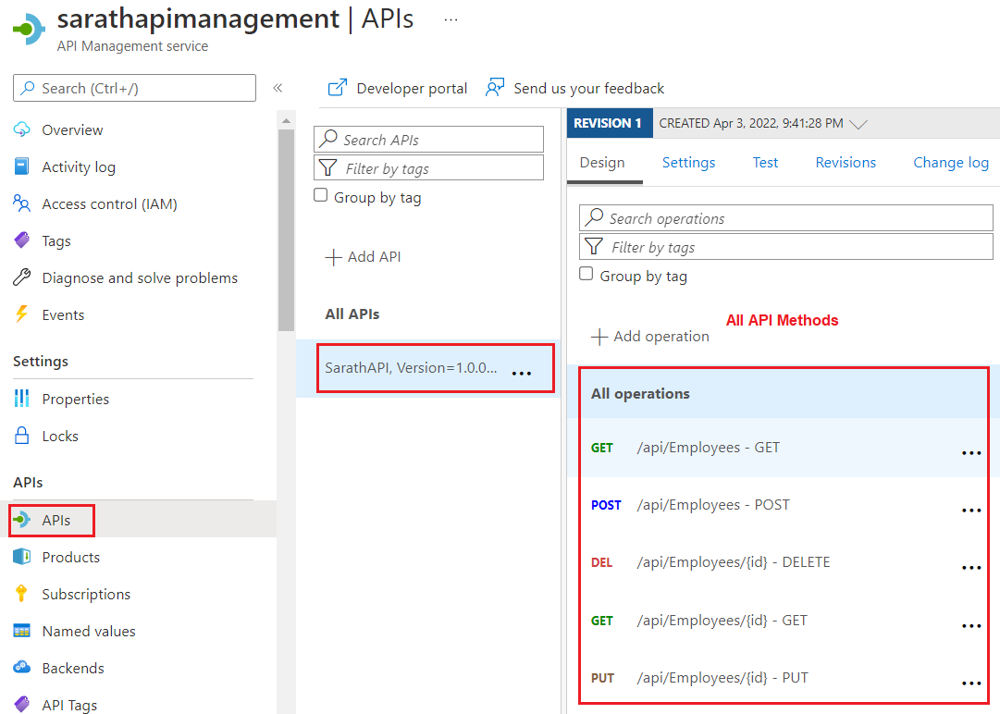 sarathapimanagement | APIs ...
API Management service
Search (Ctrl+/)
«
Overview
Activity log
Access control (IAM)
Tags
Diagnose and solve problems
Events
Settings
Properties
Locks
APIs
APIs
Products
Subscriptions
Named values
Backends
API Tags
Developer portal
Send us your feedback
Search APIs
Filter by tags
Group by tag
Add API
All APIs
SarathAPI, Version=1.0.0... ...
REVISION 1 CREATED Apr 3, 2022, 9:41:28 PM
Design Settings Test Revisions Change log
Search operations
Filter by tags
Group by tag
All API Methods
Add operation
All operations
GET /api/Employees - GET ...
POST /api/Employees - POST ...
DEL /api/Employees/{id} - DELETE ...
GET /api/Employees/{id} - GET ...
PUT /api/Employees/{id} - PUT ...